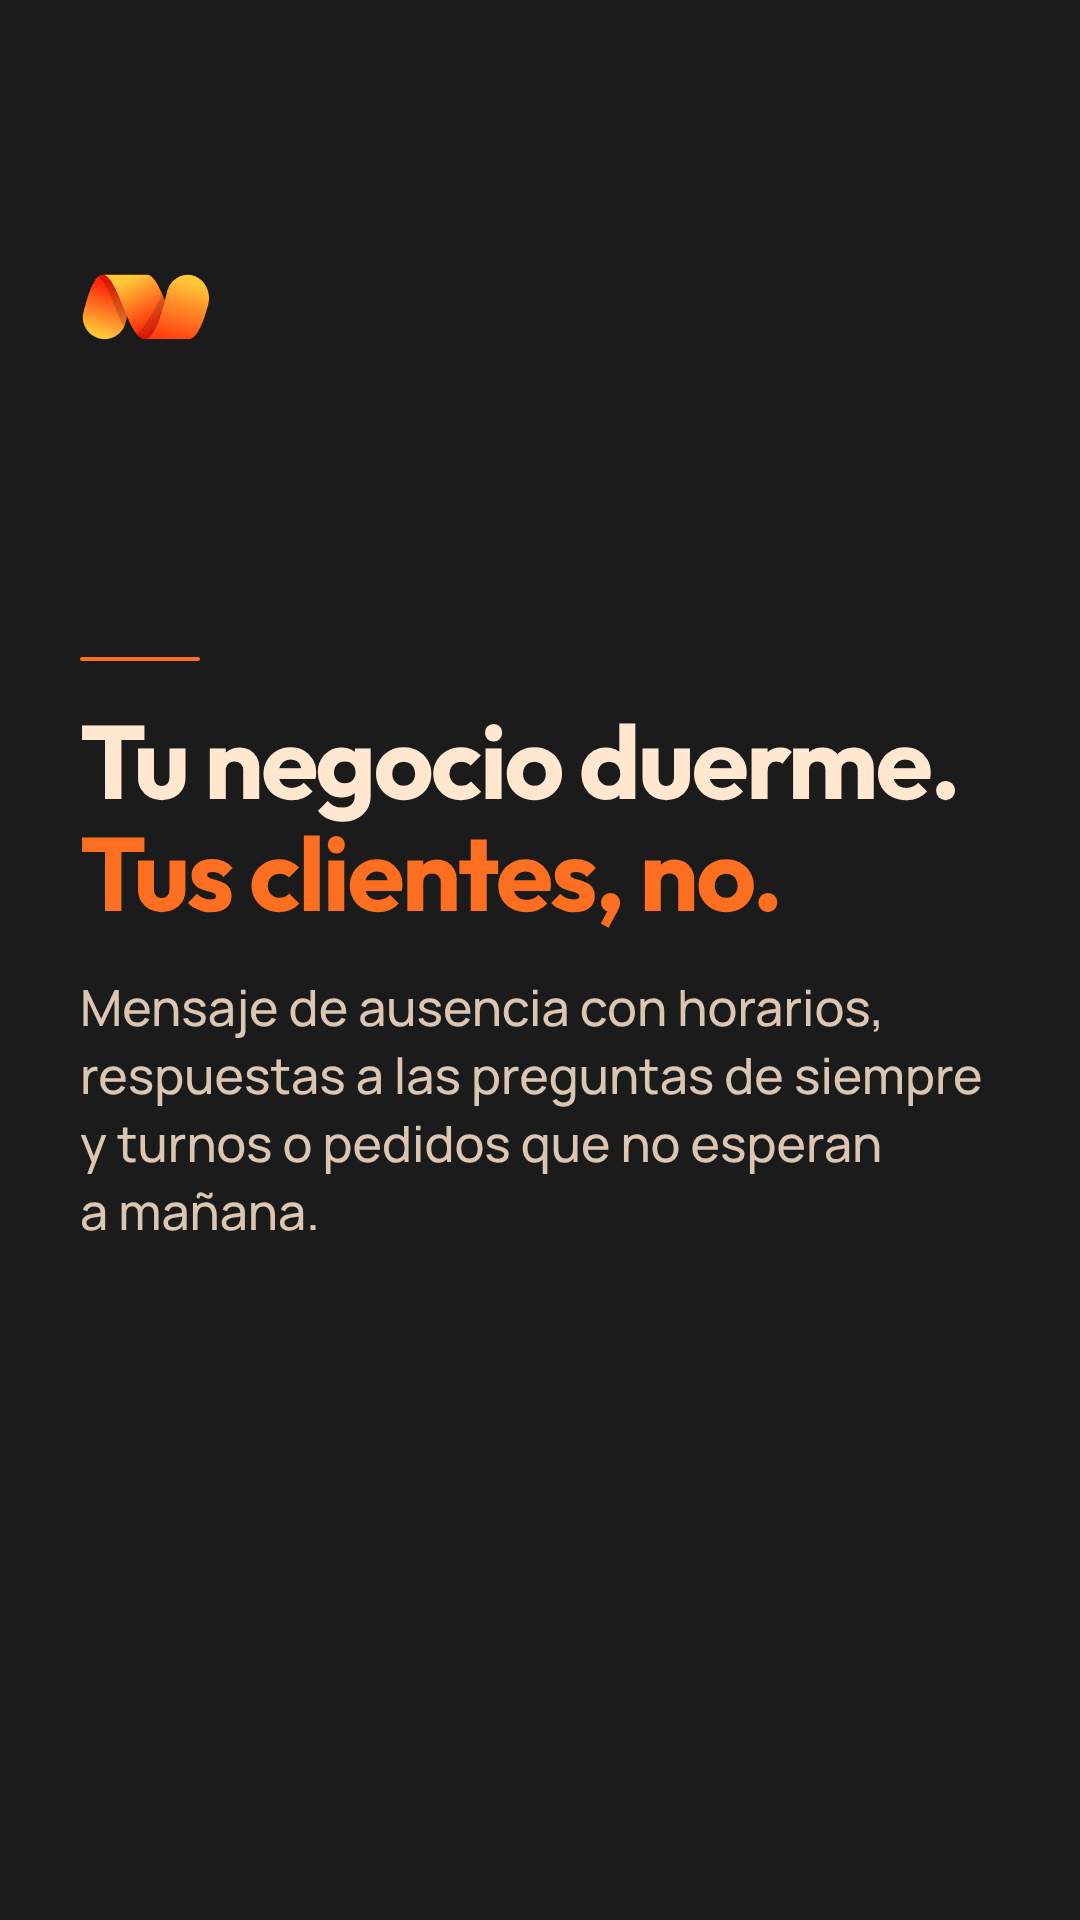 Tu negocio duerme.
Tus clientes, no.
Mensaje de ausencia con horarios,
respuestas a las preguntas de siempre
y turnos o pedidos que no esperan
a mañana.